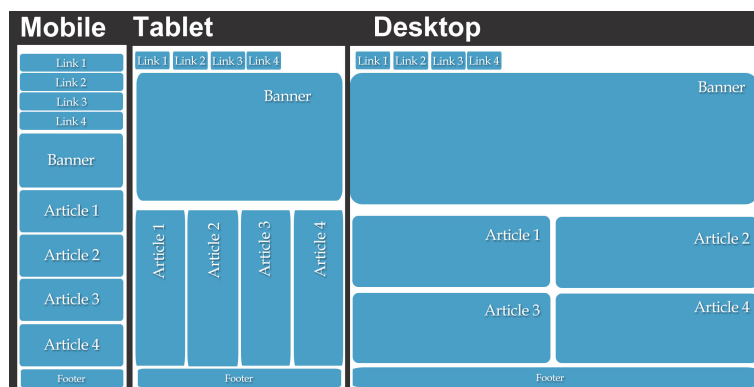 Mobile
Link 1
Link 2
Link 3
Link 4
Banner
Article 1
Article 2
Article 3
Article 4
Footer
Tablet
Link 1 Link 2 Link 3 Link 4
Banner
Article 1
Article 2
Article 3
Article 4
Footer
Desktop
Link 1 Link 2 Link 3 Link 4
Banner
Article 1
Article 2
Article 3
Article 4
Footer